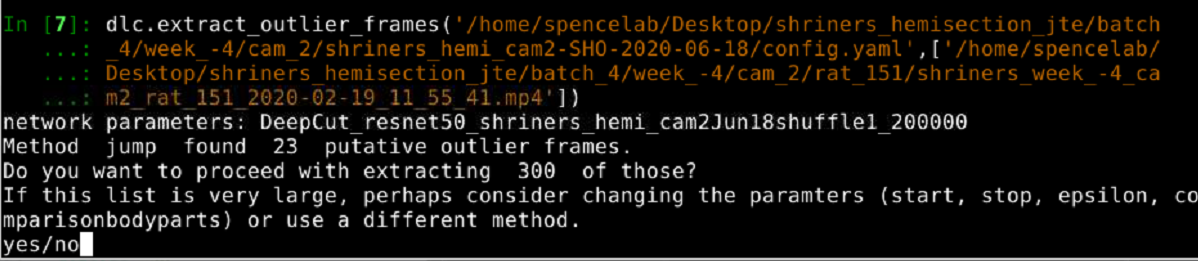 In [7]: dlc.extract_outlier_frames('/home/spencelab/Desktop/shriners_hemisection_jte/batch
   ...: _4/week_-4/cam_2/shriners_hemi_cam2-SHO-2020-06-18/config.yaml',['/home/spencelab/
   ...: Desktop/shriners_hemisection_jte/batch_4/week_-4/cam_2/rat_151/shriners_week_-4_ca
   ...: m2_rat_151_2020-02-19_11_55_41.mp4'])
network parameters: DeepCut_resnet50_shriners_hemi_cam2Jun18shuffle1_200000
Method  jump  found  23  putative outlier frames.
Do you want to proceed with extracting  300  of those?
If this list is very large, perhaps consider changing the paramters (start, stop, epsilon, co
mparisonbodyparts) or use a different method.
yes/no